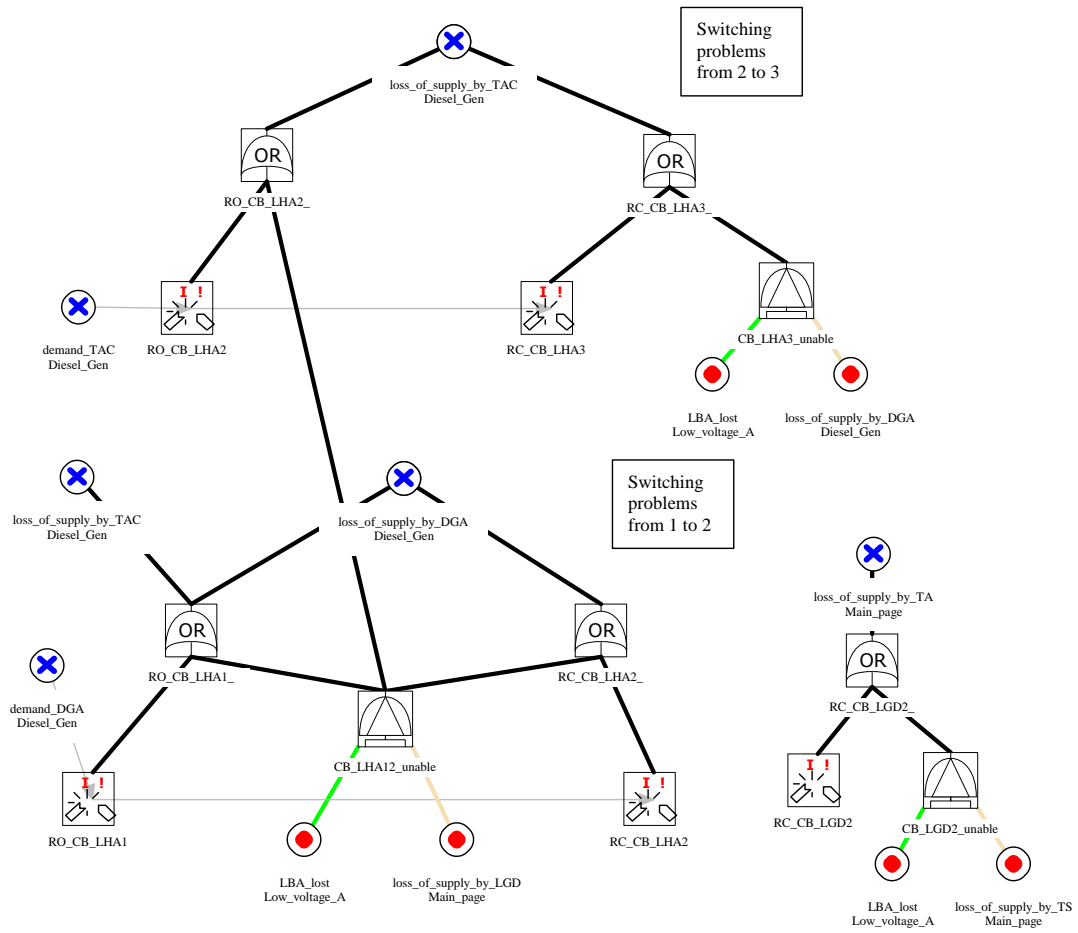 Switching
problems
from 2 to 3
loss_of_supply_by_TAC
Diesel_Gen
OR
RO_CB_LHA2_
OR
RC_CB_LHA3_
I !
RO_CB_LHA2
I !
RC_CB_LHA3
demand_TAC
Diesel_Gen
CB_LHA3_unable
LBA_lost
Low_voltage_A
loss_of_supply_by_DGA
Diesel_Gen
Switching
problems
from 1 to 2
loss_of_supply_by_TAC
Diesel_Gen
loss_of_supply_by_DGA
Diesel_Gen
OR
RO_CB_LHA1_
OR
RC_CB_LHA2_
demand_DGA
Diesel_Gen
CB_LHA12_unable
I !
RO_CB_LHA1
I !
RC_CB_LHA2
LBA_lost
Low_voltage_A
loss_of_supply_by_LGD
Main_page
loss_of_supply_by_TA
Main_page
OR
RC_CB_LGD2_
I !
RC_CB_LGD2
CB_LGD2_unable
LBA_lost
Low_voltage_A
loss_of_supply_by_TS
Main_page